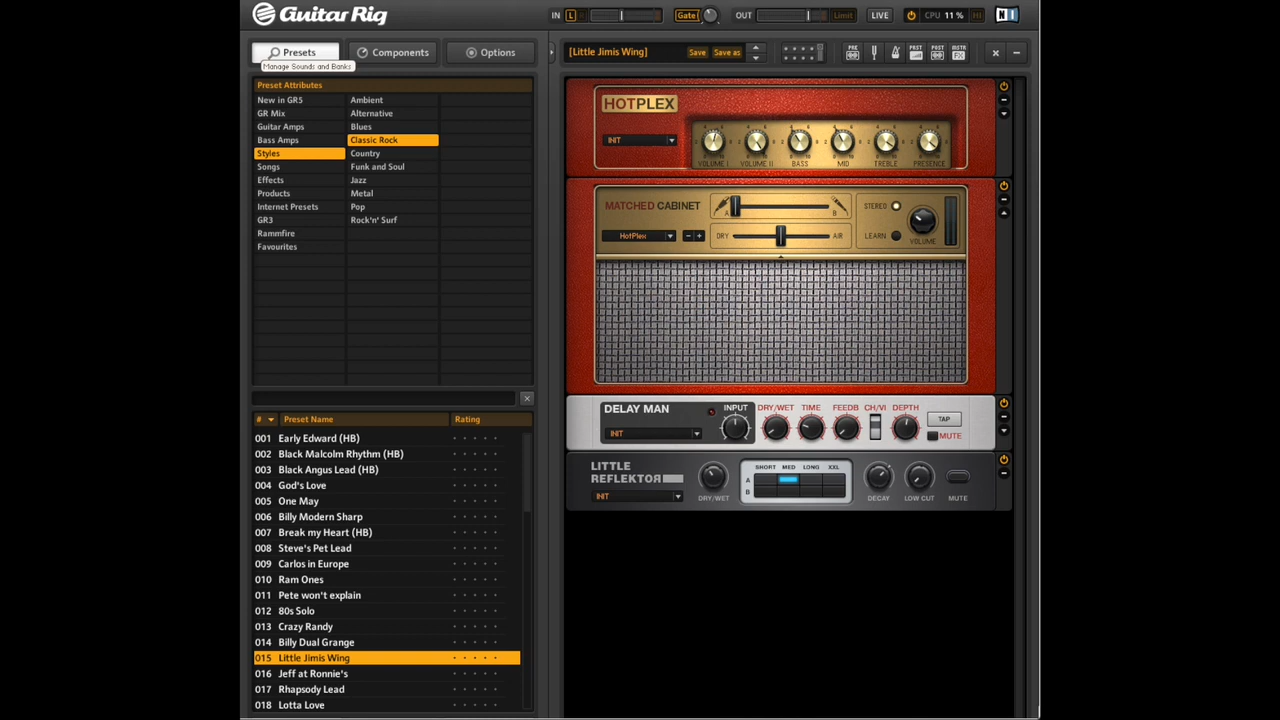 Guitar Rig
IN L Gate OUT Limit LIVE CPU 11 % HI NI
Presets Components Options
Manage Sounds and Banks
[Little Jimis Wing] Save Save as PRE PRST POST INSTR FX
Preset Attributes
New in GR5 Ambient
GR Mix Alternative
Guitar Amps Blues
Bass Amps Classic Rock
Styles Country
Songs Funk and Soul
Effects Jazz
Products Metal
Internet Presets Pop
GR3 Rock'n' Surf
Rammfire
Favourites
# Preset Name Rating
001 Early Edward (HB)
002 Black Malcolm Rhythm (HB)
003 Black Angus Lead (HB)
004 God's Love
005 One May
006 Billy Modern Sharp
007 Break my Heart (HB)
008 Steve's Pet Lead
009 Carlos in Europe
010 Ram Ones
011 Pete won't explain
012 80s Solo
013 Crazy Randy
014 Billy Dual Grange
015 Little Jimis Wing
016 Jeff at Ronnie's
017 Rhapsody Lead
018 Lotta Love
HOTPLEX
INIT
VOLUME I VOLUME II BASS MID TREBLE PRESENCE
MATCHED CABINET
A B
STEREO
HotPlex - +
DRY AIR
LEARN
VOLUME
DELAY MAN
INIT
INPUT DRY/WET TIME FEEDB CH/VI DEPTH
TAP
MUTE
LITTLE
REFLEKTOR
INIT
DRY/WET
SHORT MED LONG XXL
A
B
DECAY LOW CUT MUTE